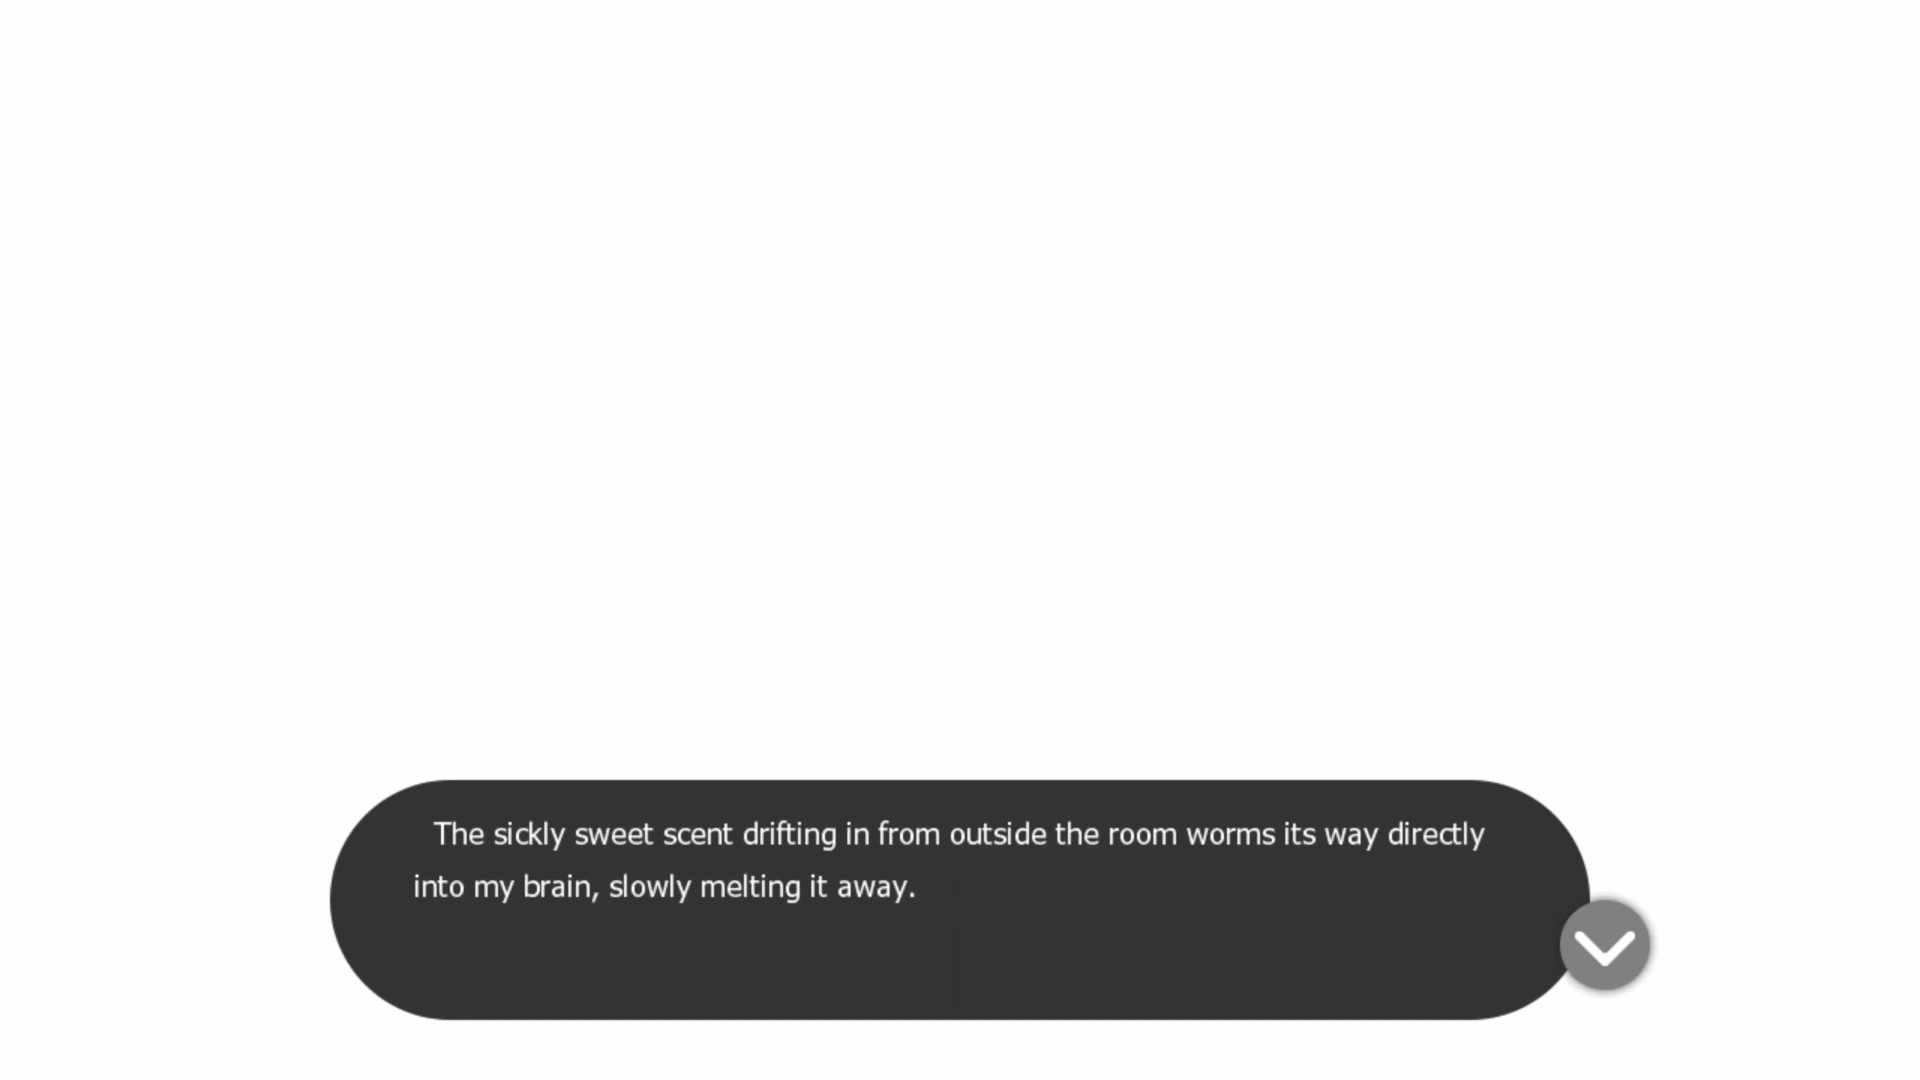 The sickly sweet scent drifting in from outside the room worms its way directly
into my brain, slowly melting it away.